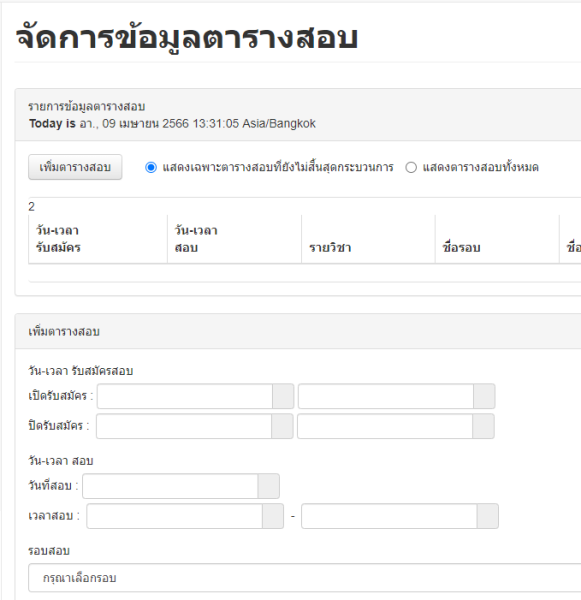 จัดการข้อมูลตารางสอบ
รายการข้อมูลตารางสอบ
Today is อา., 09 เมษายน 2566 13:31:05 Asia/Bangkok
เพิ่มตารางสอบ แสดงเฉพาะตารางสอบที่ยังไม่สิ้นสุดกระบวนการ แสดงตารางสอบทั้งหมด
2
วัน-เวลา วัน-เวลา
รับสมัคร สอบ รายวิชา ชื่อรอบ
เพิ่มตารางสอบ
วัน-เวลา รับสมัครสอบ
เปิดรับสมัคร :
ปิดรับสมัคร :
วัน-เวลา สอบ
วันที่สอบ :
เวลาสอบ : -
รอบสอบ
กรุณาเลือกรอบ